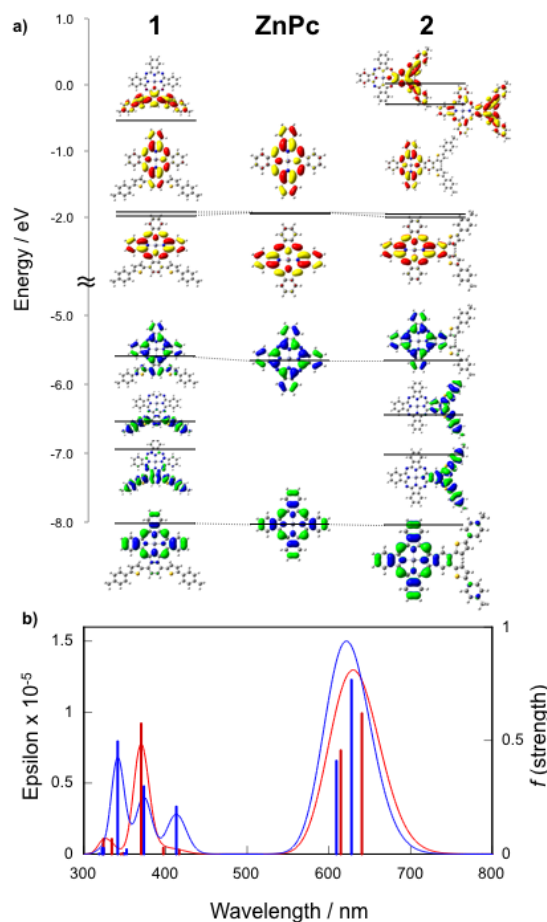 a) 1 ZnPc 2
1.0
0.0
-1.0
-2.0
-5.0
-6.0
-7.0
-8.0
Energy / eV
≈
b)
1.5
1
0.5
0
Epsilon x 10⁻⁵
1
0.5
0
f (strength)
300 400 500 600 700 800
Wavelength / nm